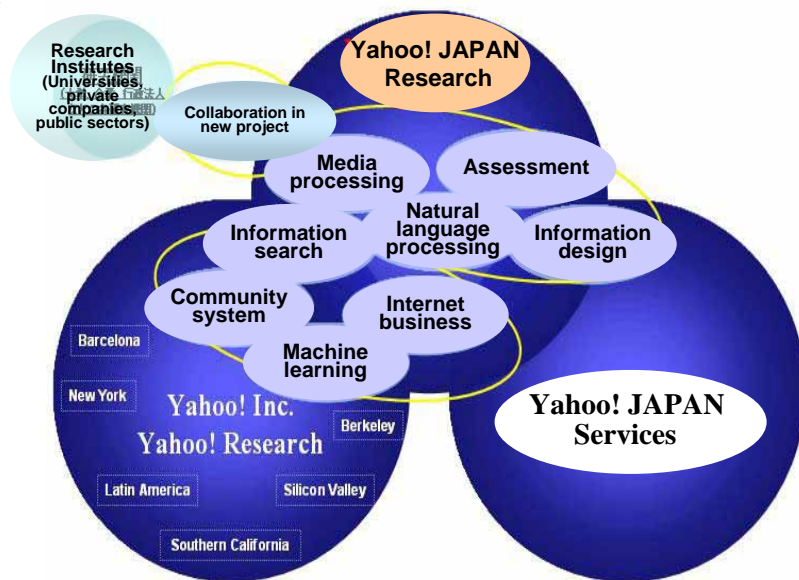 Research
Institutes
(Universities,
private
companies,
public sectors)
Collaboration in
new project
Yahoo! JAPAN
Research
Media
processing
Assessment
Information
search
Natural
language
processing
Information
design
Community
system
Internet
business
Machine
learning
Barcelona
New York
Yahoo! Inc.
Yahoo! Research
Berkeley
Latin America
Silicon Valley
Southern California
Yahoo! JAPAN
Services